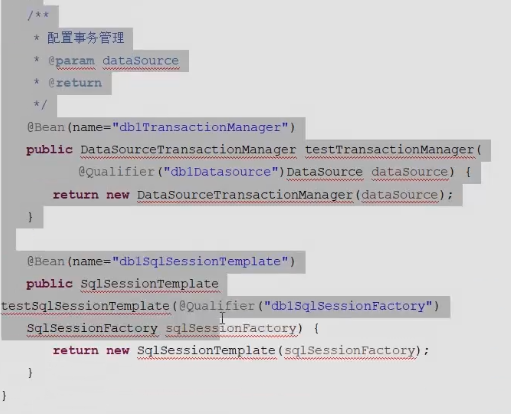 /**
* 配置事务管理
* @param dataSource
* @return
*/
@Bean(name="db1TransactionManager")
public DataSourceTransactionManager testTransactionManager(
@Qualifier("db1Datasource")DataSource dataSource) {
return new DataSourceTransactionManager(dataSource);
}
@Bean(name="db1SqlSessionTemplate")
public SqlSessionTemplate
testSqlSessionTemplate(@Qualifier("db1SqlSessionFactory")
SqlSessionFactory sqlSessionFactory) {
return new SqlSessionTemplate(sqlSessionFactory);
}
}